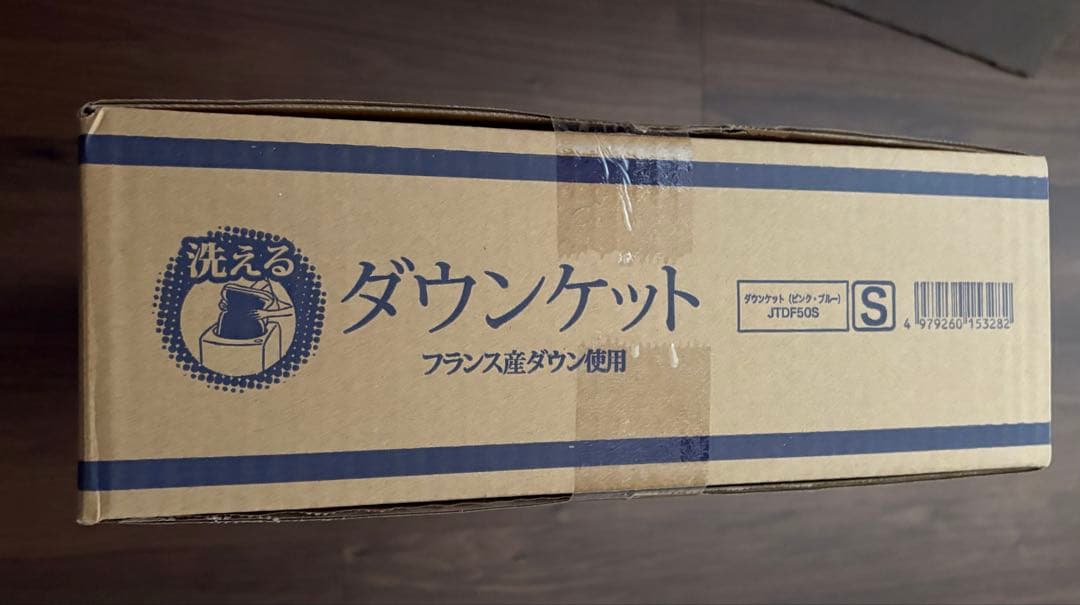 洗える
ダウンケット
フランス産ダウン使用
ダウンケット (ピンク・ブルー)
JTDF50S
S
4 979260 153282